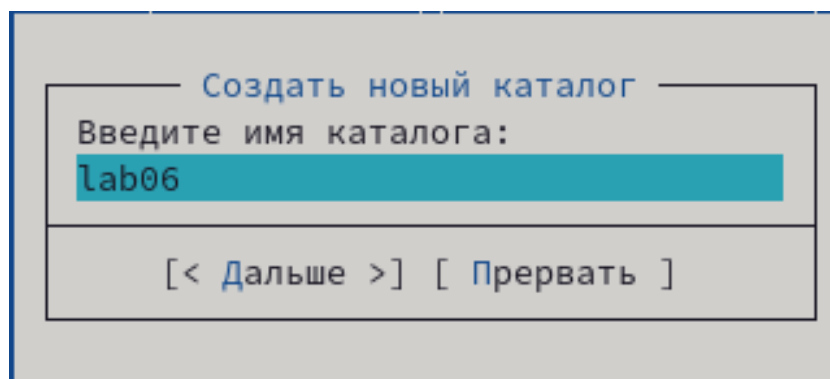 Создать новый каталог
Введите имя каталога:
lab06
[< Дальше >] [ Прервать ]